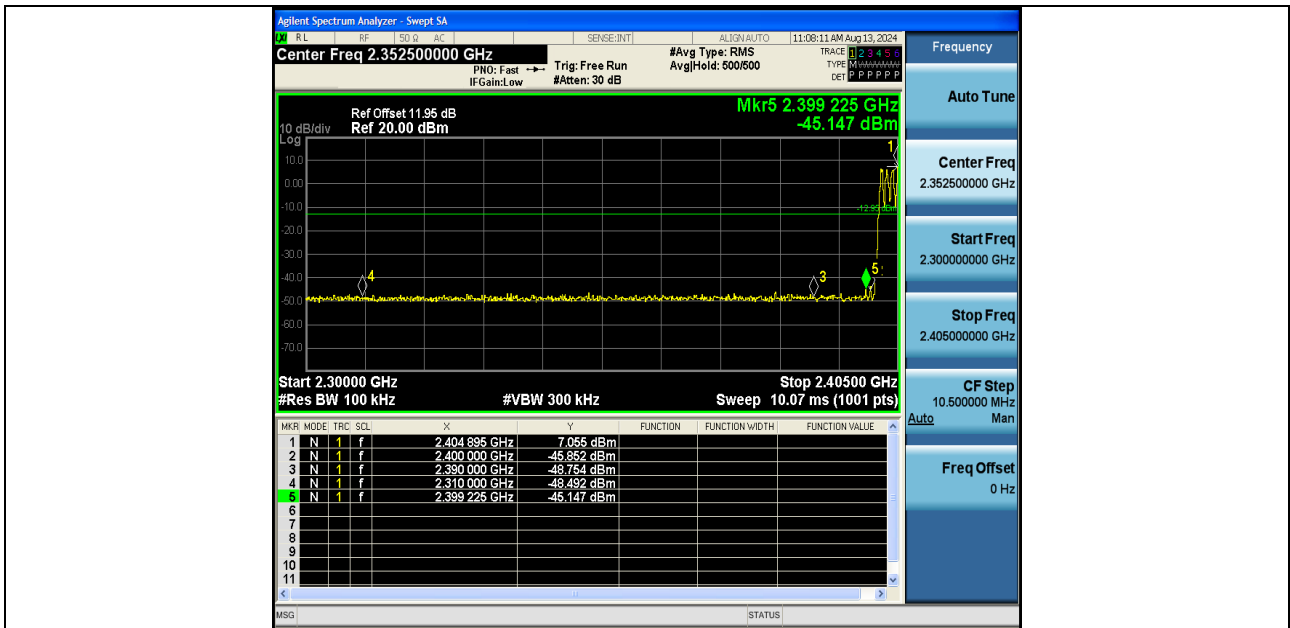 Agilent Spectrum Analyzer - Swept SA
RL RF 50 Ω AC SENSE:INT ALIGN AUTO 11:08:11 AM Aug 13, 2024
Center Freq 2.352500000 GHz
PNO: Fast
IFGain:Low
Trig: Free Run
#Atten: 30 dB
#Avg Type: RMS
Avg|Hold: 500/500
TRACE 1 2 3 4 5 6
TYPE M
DET P P P P P P
Ref Offset 11.95 dB
10 dB/div Ref 20.00 dBm
Log
Mkr5 2.399 225 GHz
-45.147 dBm
10.0
0.00
-10.0
-20.0
-30.0
-40.0
-50.0
-60.0
-70.0
1
4
3
5
Start 2.30000 GHz Stop 2.40500 GHz
#Res BW 100 kHz #VBW 300 kHz Sweep 10.07 ms (1001 pts)
MKR MODE TRC SCL X Y FUNCTION FUNCTION WIDTH FUNCTION VALUE
1 N 1 f 2.404 895 GHz 7.055 dBm
2 N 1 f 2.400 000 GHz -45.852 dBm
3 N 1 f 2.390 000 GHz -48.754 dBm
4 N 1 f 2.310 000 GHz -48.492 dBm
5 N 1 f 2.399 225 GHz -45.147 dBm
6
7
8
9
10
11
MSG STATUS
Frequency
Auto Tune
Center Freq
2.352500000 GHz
Start Freq
2.300000000 GHz
Stop Freq
2.405000000 GHz
CF Step
10.500000 MHz
Auto Man
Freq Offset
0 Hz